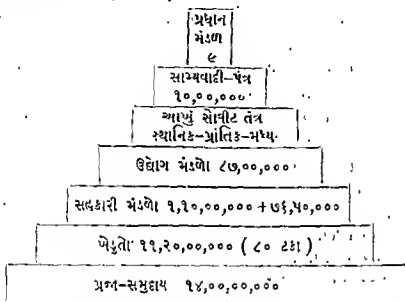 પ્રધાન
મંડળ
૯
સામ્યવાદી-પંત્ર
૧૦,૦૦,૦૦૦
આખું સોવીટ તંત્ર
સ્થાનિક-પ્રાંતિક-મધ્ય
ઉદ્યોગ મંડળો ૮૭,૦૦,૦૦૦
સહકારી મંડળો ૧,૧૦,૦૦,૦૦૦ + ૭૬,૫૦,૦૦૦
ખેડુતો ૧૧,૨૦,૦૦,૦૦૦ ( ૮૦ ટકા )
પ્રજા-સમુદાય ૧૪,૦૦,૦૦,૦૦૦